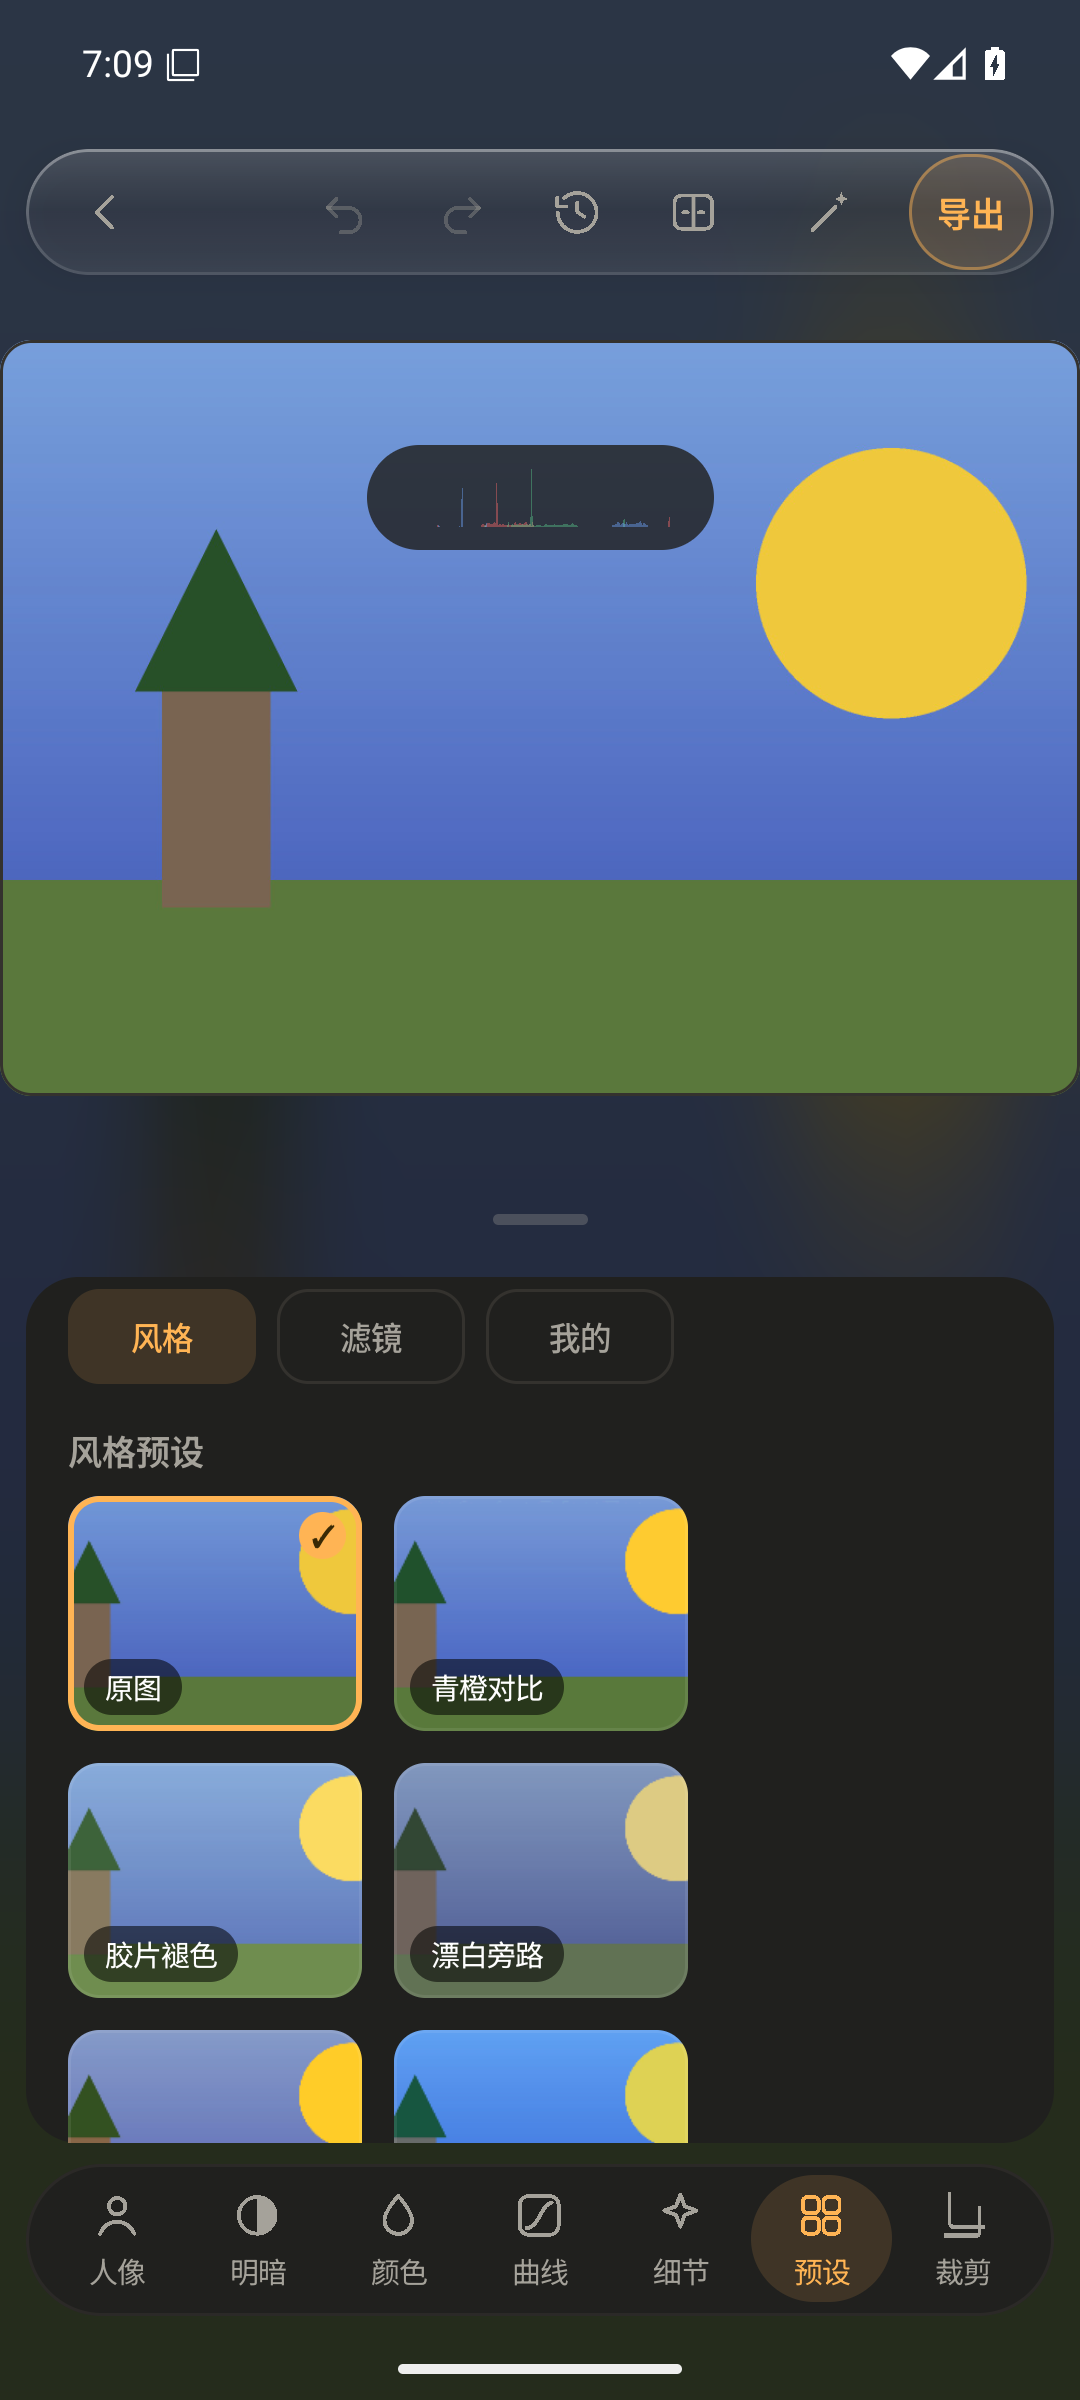 7:09
导出
风格 滤镜 我的
风格预设
原图 青橙对比
胶片褪色 漂白旁路
人像 明暗 颜色 曲线 细节 预设 裁剪